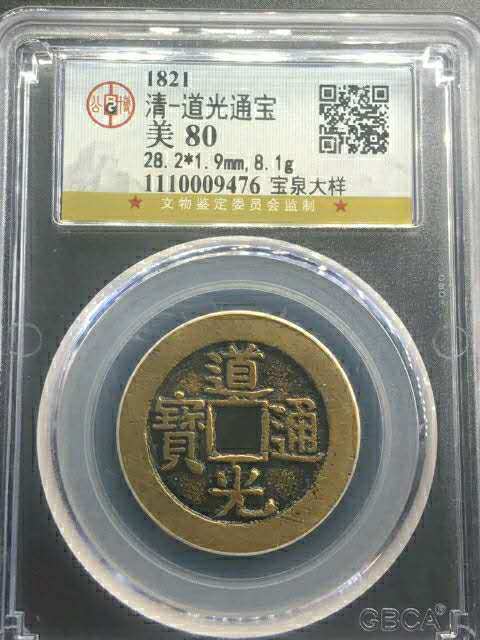 1821
清-道光通宝
美 80
28.2*1.9mm,8.1g
1110009476 宝泉大样
★ 文物鉴定委员会监制 ★
道
寶 通
光
GBCA®